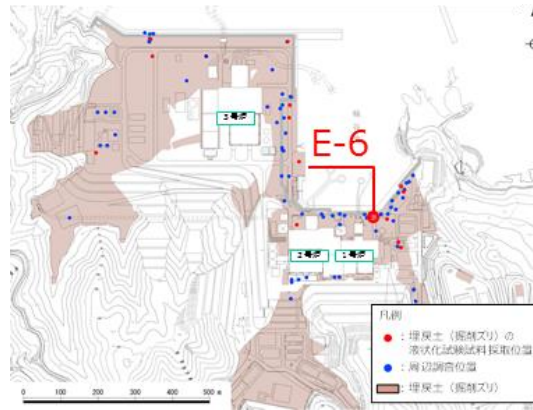 3号炉
E-6
2号炉
1号炉
凡例
●：埋戻土（掘削ズリ）の
液状化試験試料採取位置
●：周辺調査位置
：埋戻土（掘削ズリ）
0 100 200 300 400 500 m